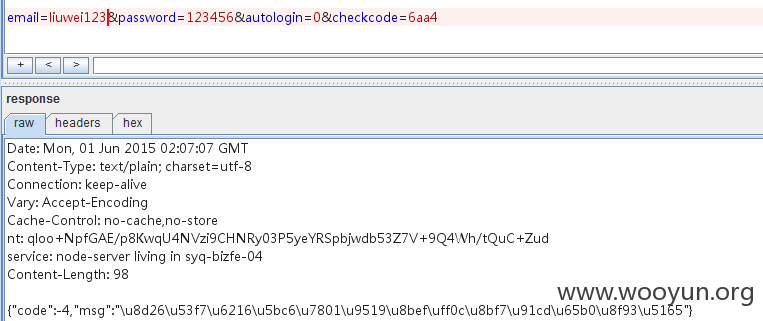 email=liuwei123&password=123456&autologin=0&checkcode=6aa4
+ < >
response
raw headers hex
Date: Mon, 01 Jun 2015 02:07:07 GMT
Content-Type: text/plain; charset=utf-8
Connection: keep-alive
Vary: Accept-Encoding
Cache-Control: no-cache,no-store
nt: qloo+NpfGAE/p8KwqU4NVzi9CHNRy03P5yeYRSpbjwdb53Z7V+9Q4Wh/tQuC+Zud
service: node-server living in syq-bizfe-04
Content-Length: 98
{"code":-4,"msg":"\u8d26\u53f7\u6216\u5bc6\u7801\u9519\u8bef\uff0c\u8bf7\u91cd\u65b0\u8f93\u5165"}
www.wooyun.org